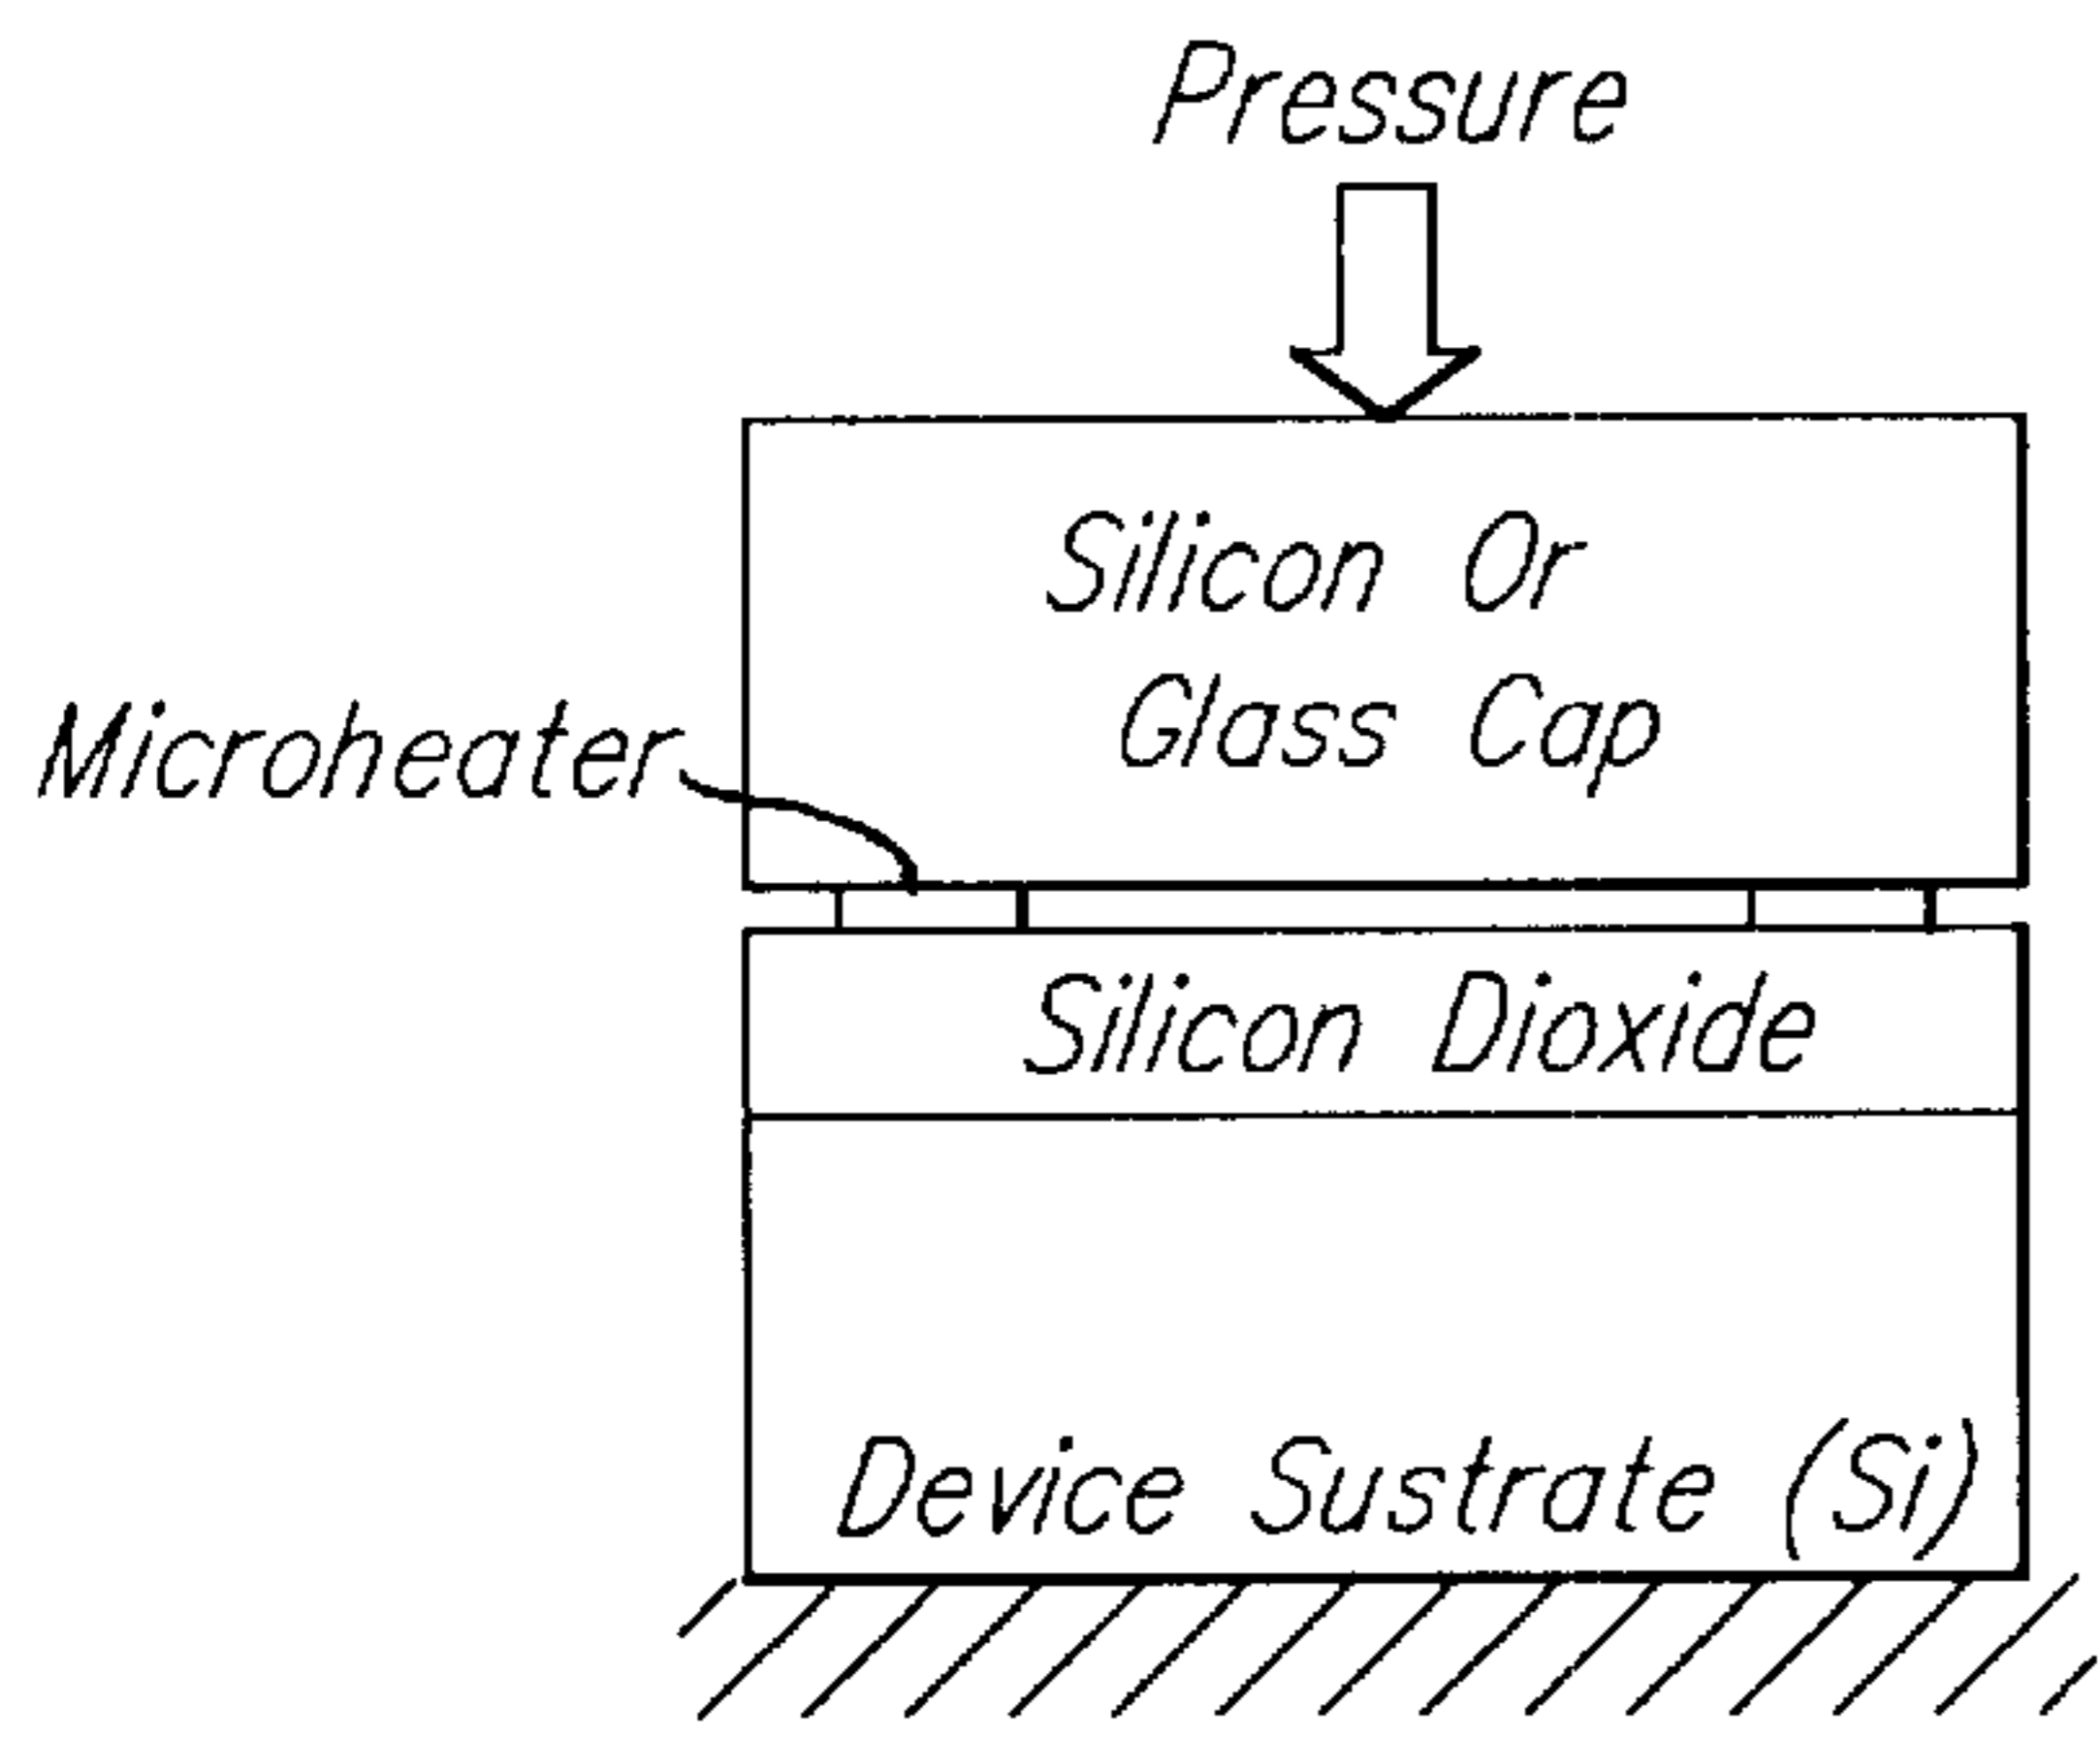 Pressure
Silicon Or
Glass Cap
Microheater
Silicon Dioxide
Device Sustrate (Si)